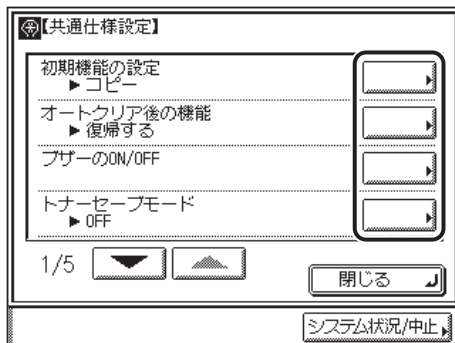 【共通仕様設定】
初期機能の設定
▶コピー
オートクリア後の機能
▶復帰する
ブザーのON/OFF
トナーセーブモード
▶OFF
1/5
閉じる
システム状況/中止